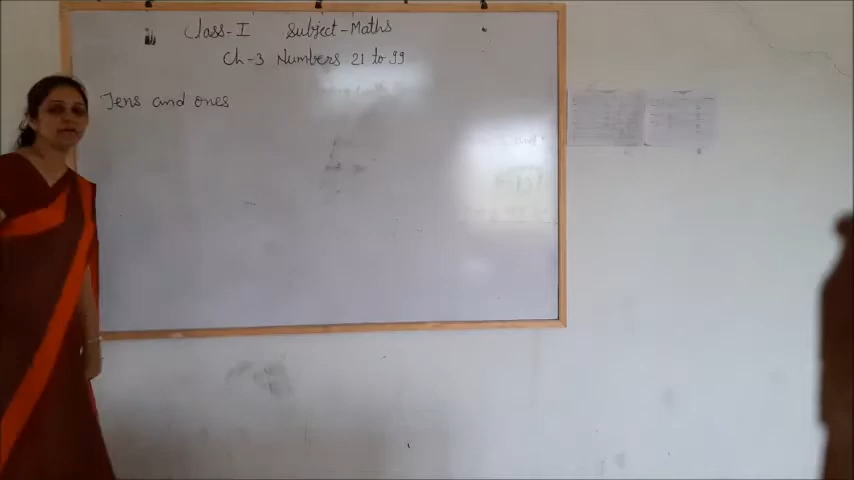 Class-I Subject-Maths
Ch-3 Numbers 21 to 99
Tens and ones